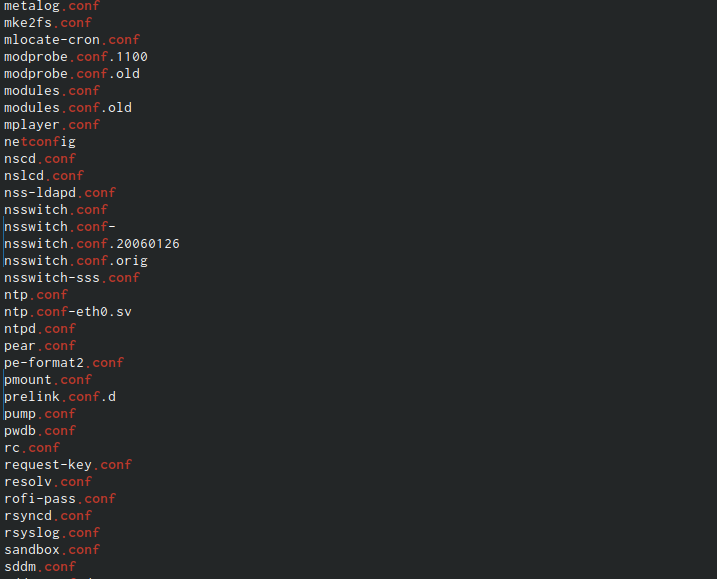 metalog.conf
mke2fs.conf
mlocate-cron.conf
modprobe.conf.1100
modprobe.conf.old
modules.conf
modules.conf.old
mplayer.conf
netconfig
nscd.conf
nslcd.conf
nss-ldapd.conf
nsswitch.conf
nsswitch.conf-
nsswitch.conf.20060126
nsswitch.conf.orig
nsswitch-sss.conf
ntp.conf
ntp.conf-eth0.sv
ntpd.conf
pear.conf
pe-format2.conf
pmount.conf
prelink.conf.d
pump.conf
pwdb.conf
rc.conf
request-key.conf
resolv.conf
rofi-pass.conf
rsyncd.conf
rsyslog.conf
sandbox.conf
sddm.conf